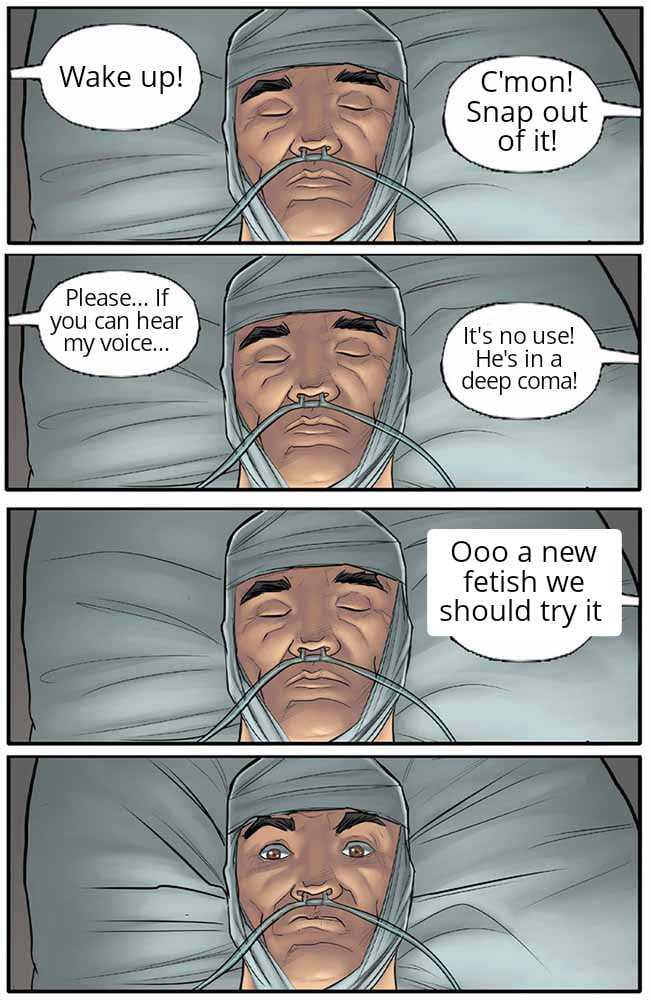 Wake up!
C'mon!
Snap out
of it!
Please... If
you can hear
my voice...
It's no use!
He's in a
deep coma!
Ooo a new
fetish we
should try it